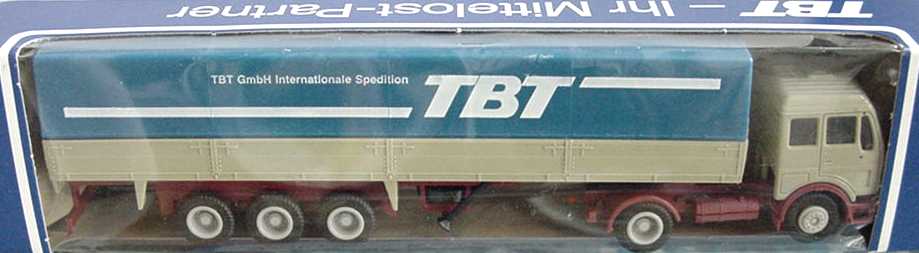 TBT – Ihr Mittelost-Partner
TBT GmbH Internationale Spedition
TBT